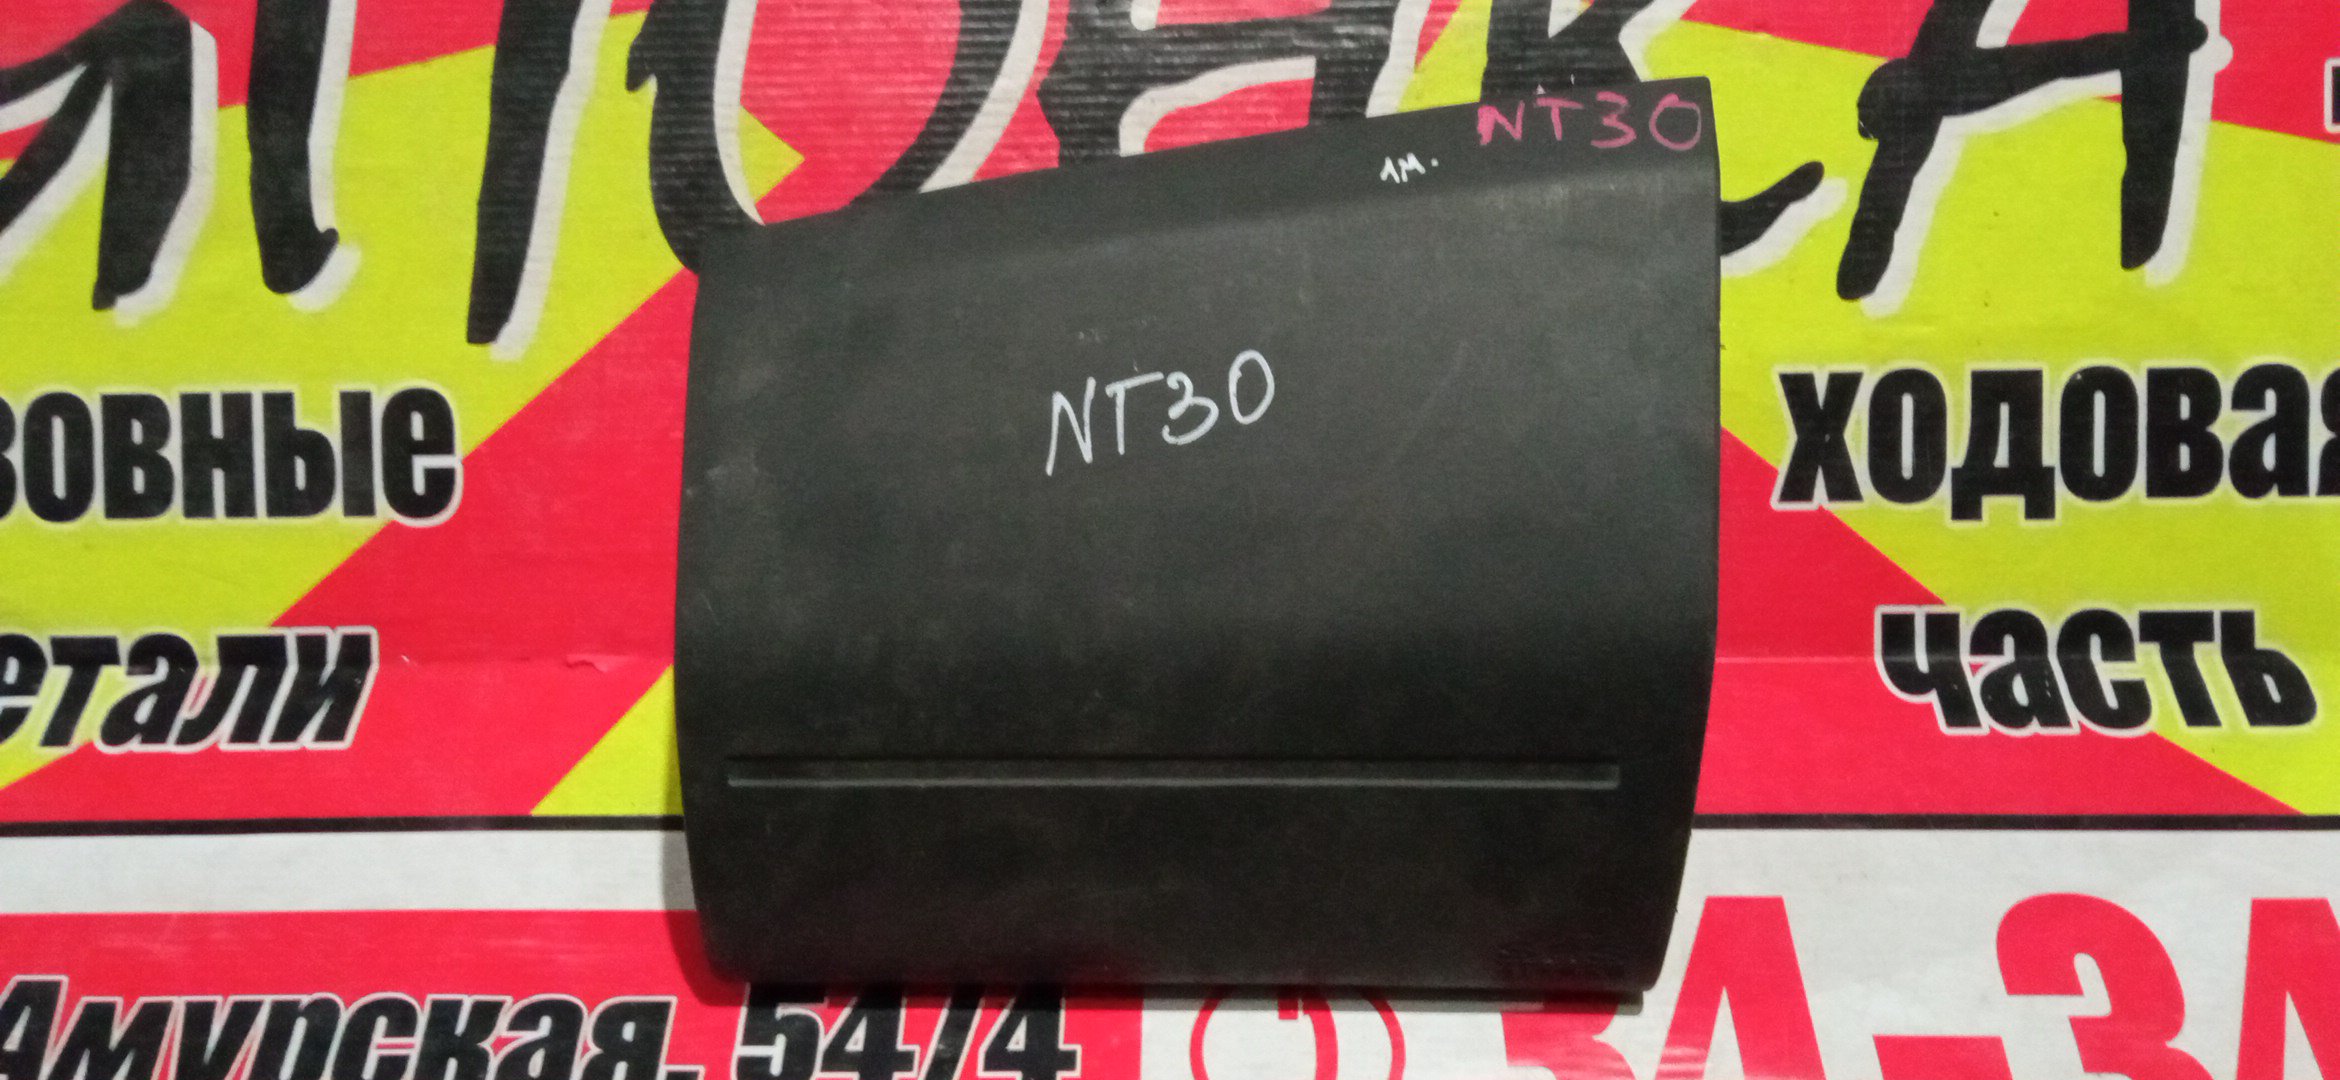 NT30
1М.
NT30
зовные
етали
ходовая
часть
Амурская, 54/4